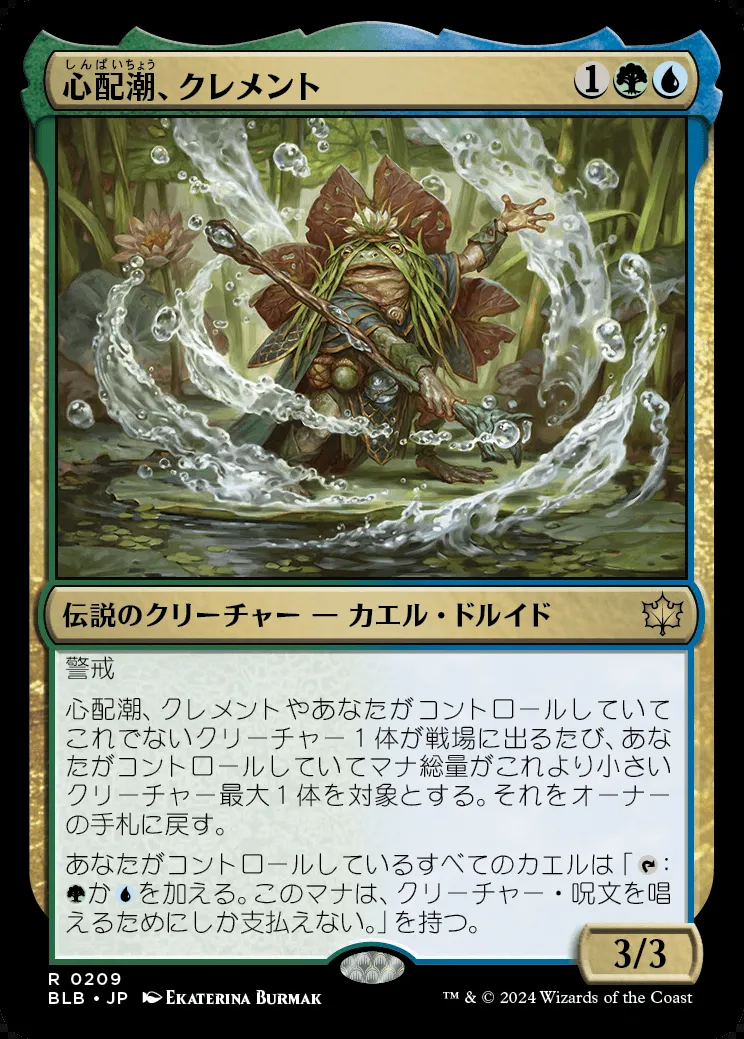 しんぱいちょう
心配潮、クレメント
1
伝説のクリーチャー — カエル・ドルイド
警戒
心配潮、クレメントやあなたがコントロールしていて
これでないクリーチャー１体が戦場に出るたび、あな
たがコントロールしていてマナ総量がこれより小さい
クリーチャー最大１体を対象とする。それをオーナー
の手札に戻す。
あなたがコントロールしているすべてのカエルは「:
か を加える。このマナは、クリーチャー・呪文を唱
えるためにしか支払えない。」を持つ。
3/3
R 0209
BLB • JP EKATERINA BURMAK
™ & © 2024 Wizards of the Coast